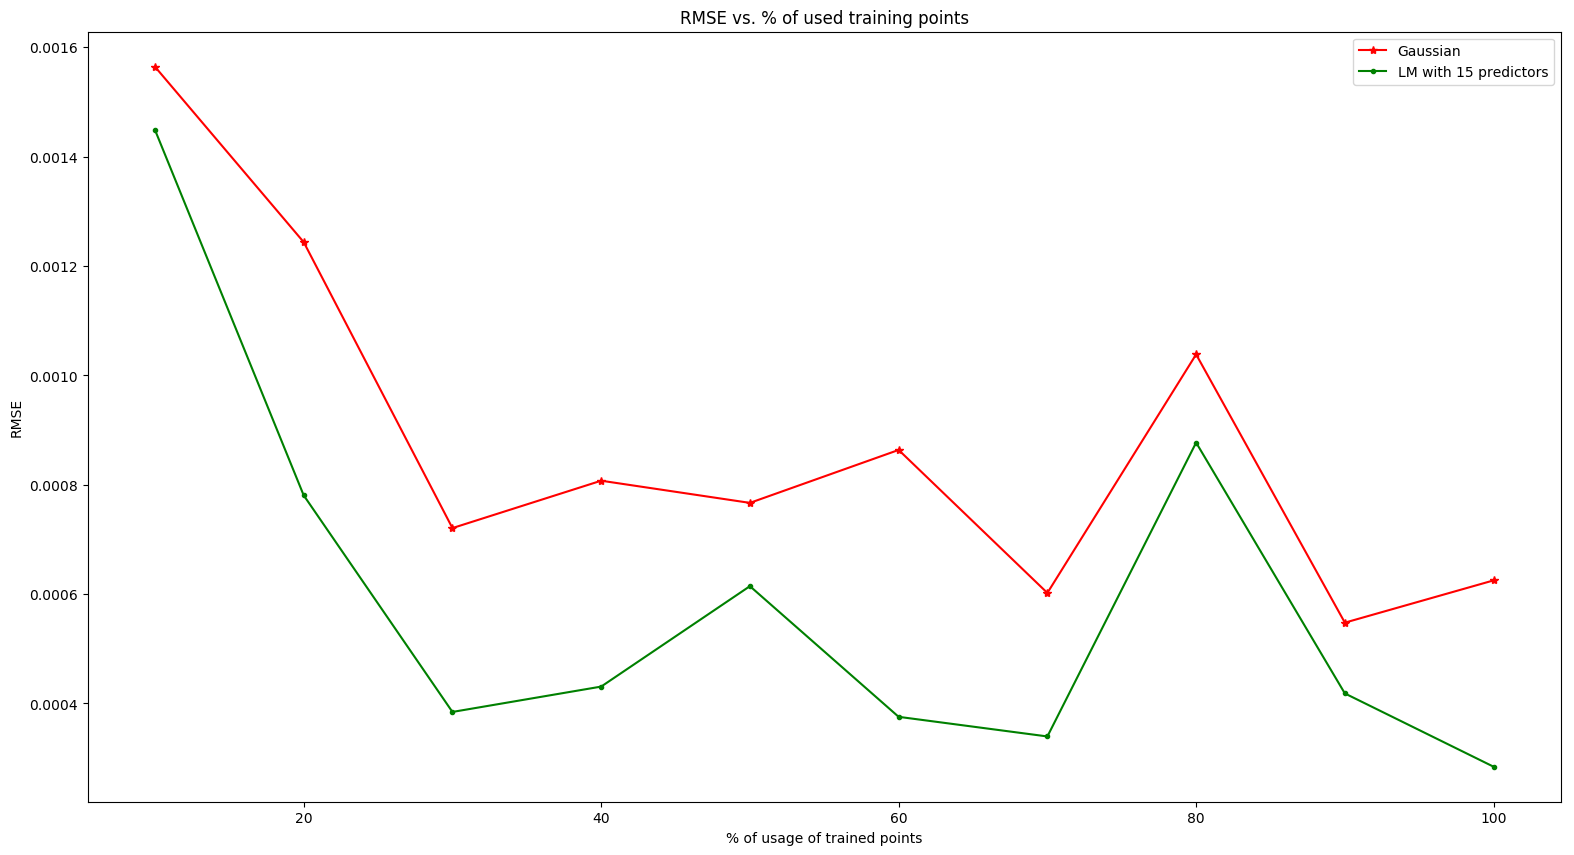 RMSE vs. % of used training points
Gaussian
LM with 15 predictors
0.0016
0.0014
0.0012
0.0010
0.0008
0.0006
0.0004
RMSE
20 40 60 80 100
% of usage of trained points